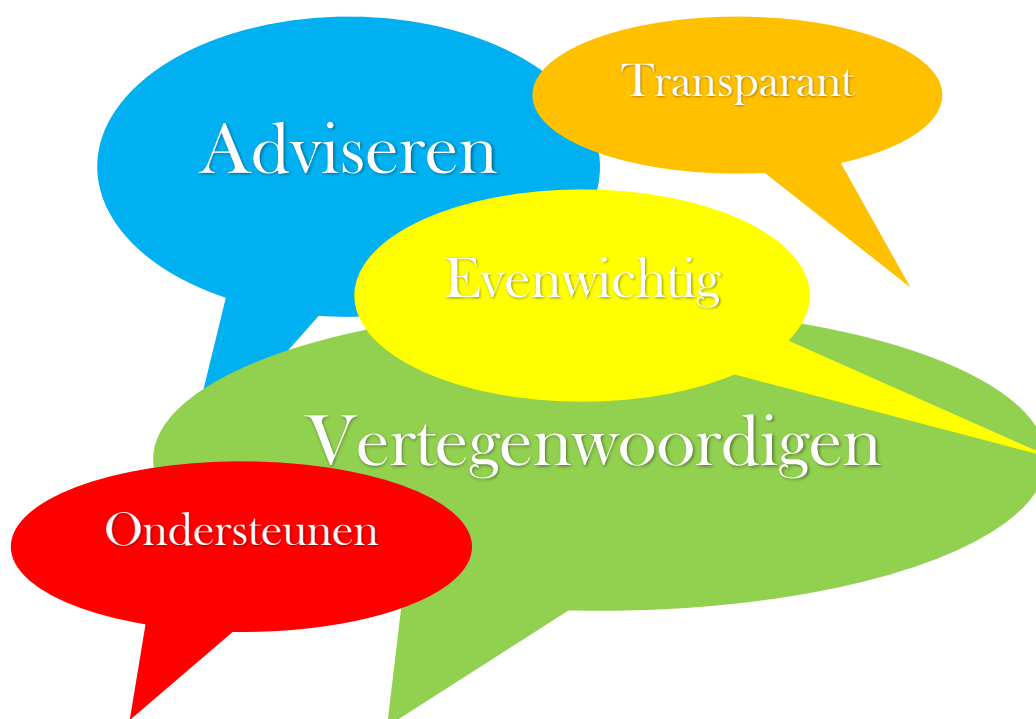 Transparant
Adviseren
Evenwichtig
Vertegenwoordigen
Ondersteunen